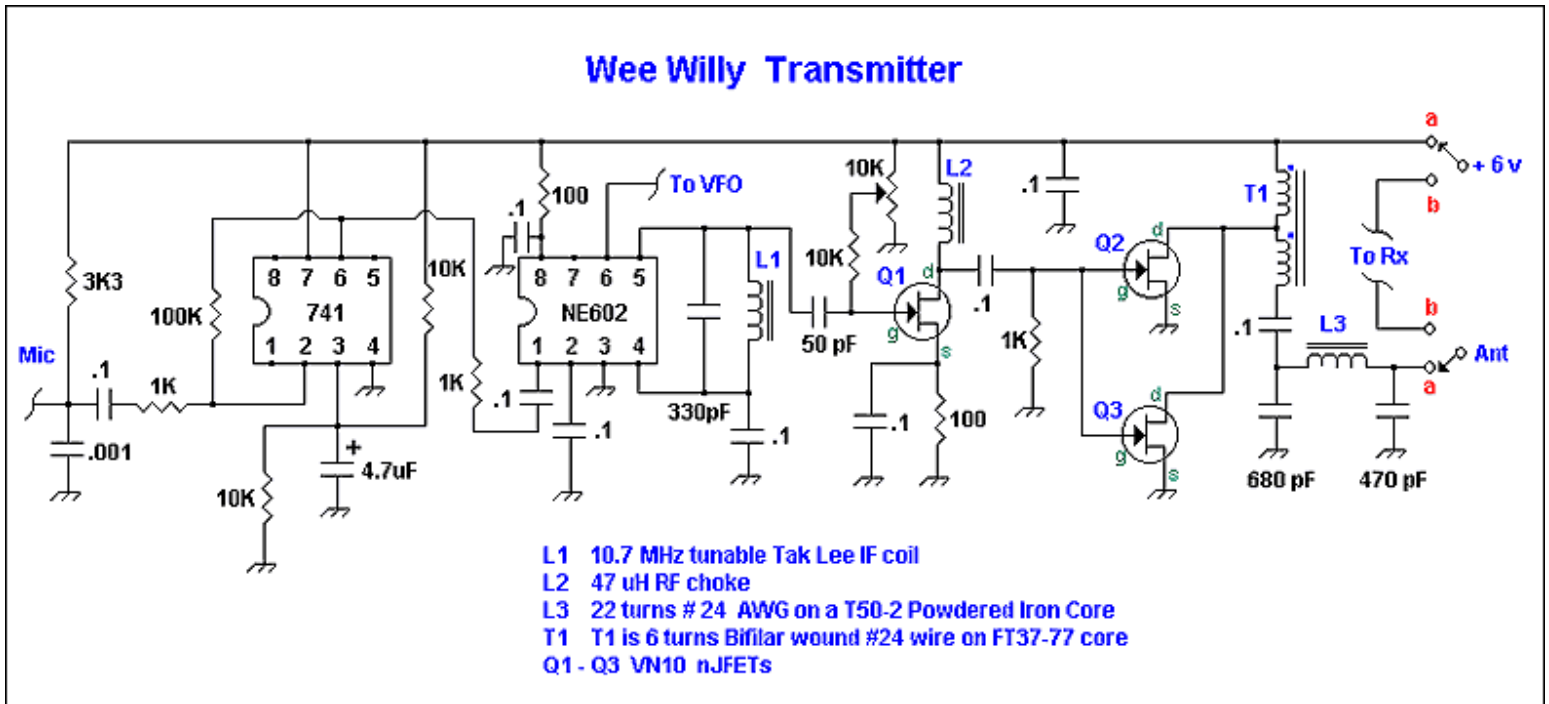 Wee Willy Transmitter
a
+ 6 v
b
To Rx
b
Ant
a
3K3
Mic
.1
1K
.001
100K
8 7 6 5
741
1 2 3 4
10K
4.7uF
10K
1K
.1
100
To VFO
8 7 6 5
NE602
1 2 3 4
.1
.1
330pF
L1
.1
50 pF
10K
10K
L2
Q1
d
g
s
.1
100
.1
1K
.1
Q2
d
g
s
Q3
d
g
s
T1
.1
L3
680 pF
470 pF
L1 10.7 MHz tunable Tak Lee IF coil
L2 47 uH RF choke
L3 22 turns # 24 AWG on a T50-2 Powdered Iron Core
T1 T1 is 6 turns Bifilar wound #24 wire on FT37-77 core
Q1 - Q3 VN10 nJFETs